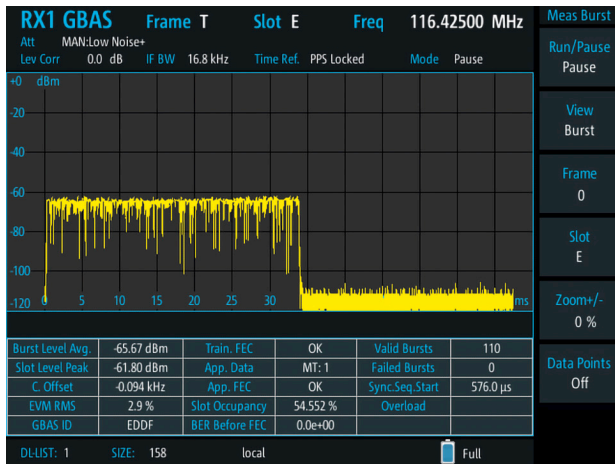 RX1 GBAS Frame T Slot E Freq 116.42500 MHz
Att MAN:Low Noise+
Lev Corr 0.0 dB IF BW 16.8 kHz Time Ref. PPS Locked Mode Pause
+0 dBm
-20
-40
-60
-80
-100
-120 0 5 10 15 20 25 30 ms
Burst Level Avg. -65.67 dBm Train. FEC OK Valid Bursts 110
Slot Level Peak -61.80 dBm App. Data MT: 1 Failed Bursts 0
C. Offset -0.094 kHz App. FEC OK Sync.Seq.Start 576.0 µs
EVM RMS 2.9 % Slot Occupancy 54.552 % Overload
GBAS ID EDDF BER Before FEC 0.0e+00
DL-LIST: 1 SIZE: 158 local Full
Meas Burst
Run/Pause
Pause
View
Burst
Frame
0
Slot
E
Zoom+/-
0 %
Data Points
Off